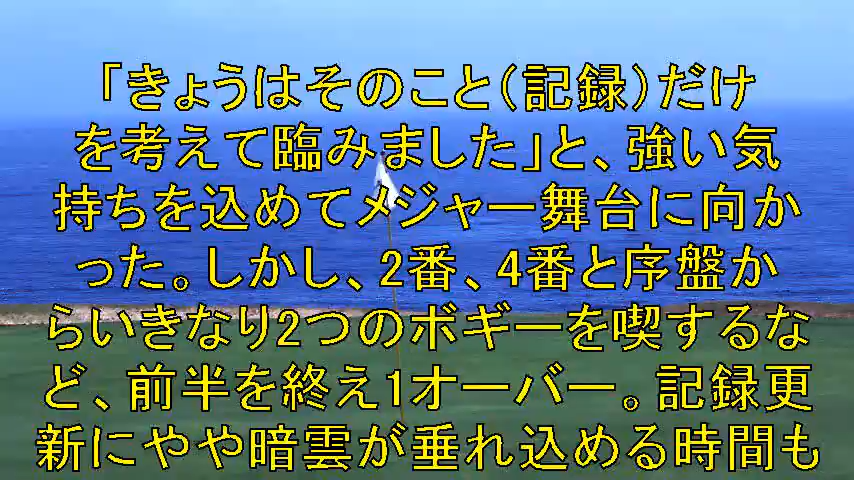 「きょうはそのこと（記録）だけ
を考えて臨みました」と、強い気
持ちを込めてメジャー舞台に向か
った。しかし、2番、4番と序盤か
らいきなり2つのボギーを喫するな
ど、前半を終え1オーバー。記録更
新にやや暗雲が垂れ込める時間も